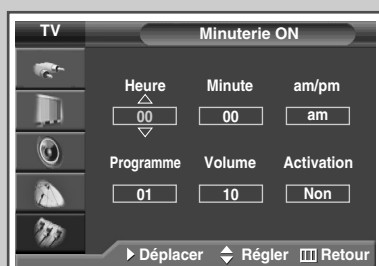 TV
Minuterie ON
Heure Minute am/pm
00 00 am
Programme Volume Activation
01 10 Non
Déplacer Régler Retour